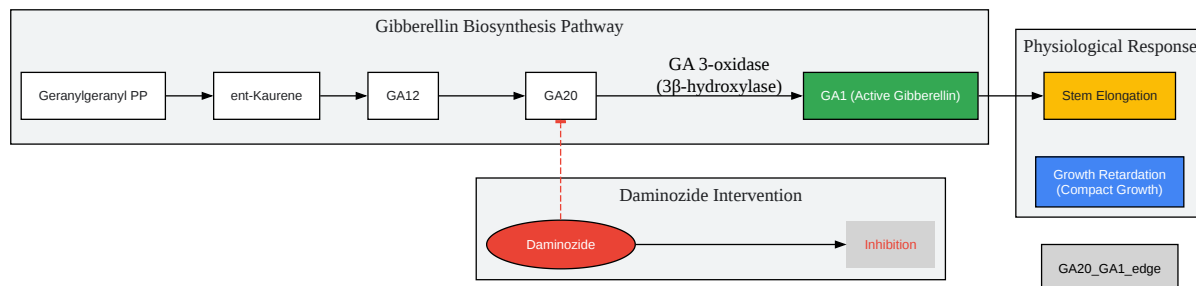 Gibberellin Biosynthesis Pathway
Geranylgeranyl PP
ent-Kaurene
GA12
GA20
GA 3-oxidase
(3β-hydroxylase)
GA1 (Active Gibberellin)
Physiological Response
Stem Elongation
Growth Retardation
(Compact Growth)
Daminozide Intervention
Daminozide
Inhibition
GA20_GA1_edge